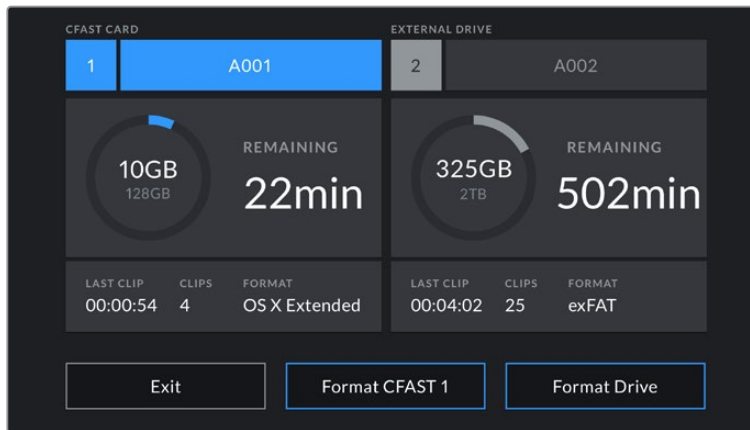 CFAST CARD
1 A001
10GB
128GB
REMAINING
22min
LAST CLIP CLIPS FORMAT
00:00:54 4 OS X Extended
EXTERNAL DRIVE
2 A002
325GB
2TB
REMAINING
502min
LAST CLIP CLIPS FORMAT
00:04:02 25 exFAT
Exit Format CFAST 1 Format Drive